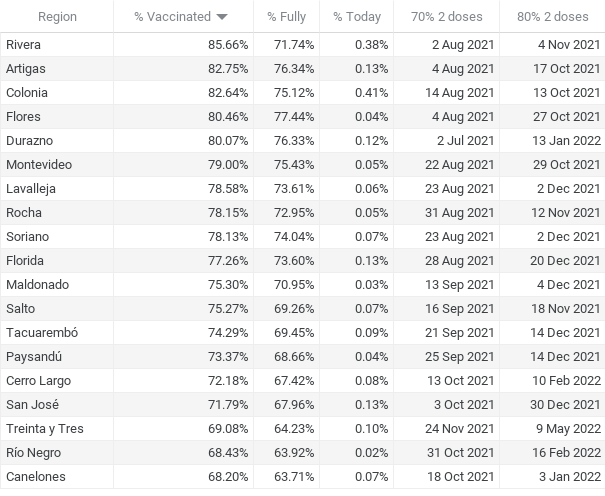 Region % Vaccinated % Fully % Today 70% 2 doses 80% 2 doses
Rivera 85.66% 71.74% 0.38% 2 Aug 2021 4 Nov 2021
Artigas 82.75% 76.34% 0.13% 4 Aug 2021 17 Oct 2021
Colonia 82.64% 75.12% 0.41% 14 Aug 2021 13 Oct 2021
Flores 80.46% 77.44% 0.04% 4 Aug 2021 27 Oct 2021
Durazno 80.07% 76.33% 0.12% 2 Jul 2021 13 Jan 2022
Montevideo 79.00% 75.43% 0.05% 22 Aug 2021 29 Oct 2021
Lavalleja 78.58% 73.61% 0.06% 23 Aug 2021 2 Dec 2021
Rocha 78.15% 72.95% 0.05% 31 Aug 2021 12 Nov 2021
Soriano 78.13% 74.04% 0.07% 23 Aug 2021 2 Dec 2021
Florida 77.26% 73.60% 0.13% 28 Aug 2021 20 Dec 2021
Maldonado 75.30% 70.95% 0.03% 13 Sep 2021 4 Dec 2021
Salto 75.27% 69.26% 0.07% 16 Sep 2021 18 Nov 2021
Tacuarembó 74.29% 69.45% 0.09% 21 Sep 2021 14 Dec 2021
Paysandú 73.37% 68.66% 0.04% 25 Sep 2021 14 Dec 2021
Cerro Largo 72.18% 67.42% 0.08% 13 Oct 2021 10 Feb 2022
San José 71.79% 67.96% 0.13% 3 Oct 2021 30 Dec 2021
Treinta y Tres 69.08% 64.23% 0.10% 24 Nov 2021 9 May 2022
Río Negro 68.43% 63.92% 0.02% 31 Oct 2021 16 Feb 2022
Canelones 68.20% 63.71% 0.07% 18 Oct 2021 3 Jan 2022